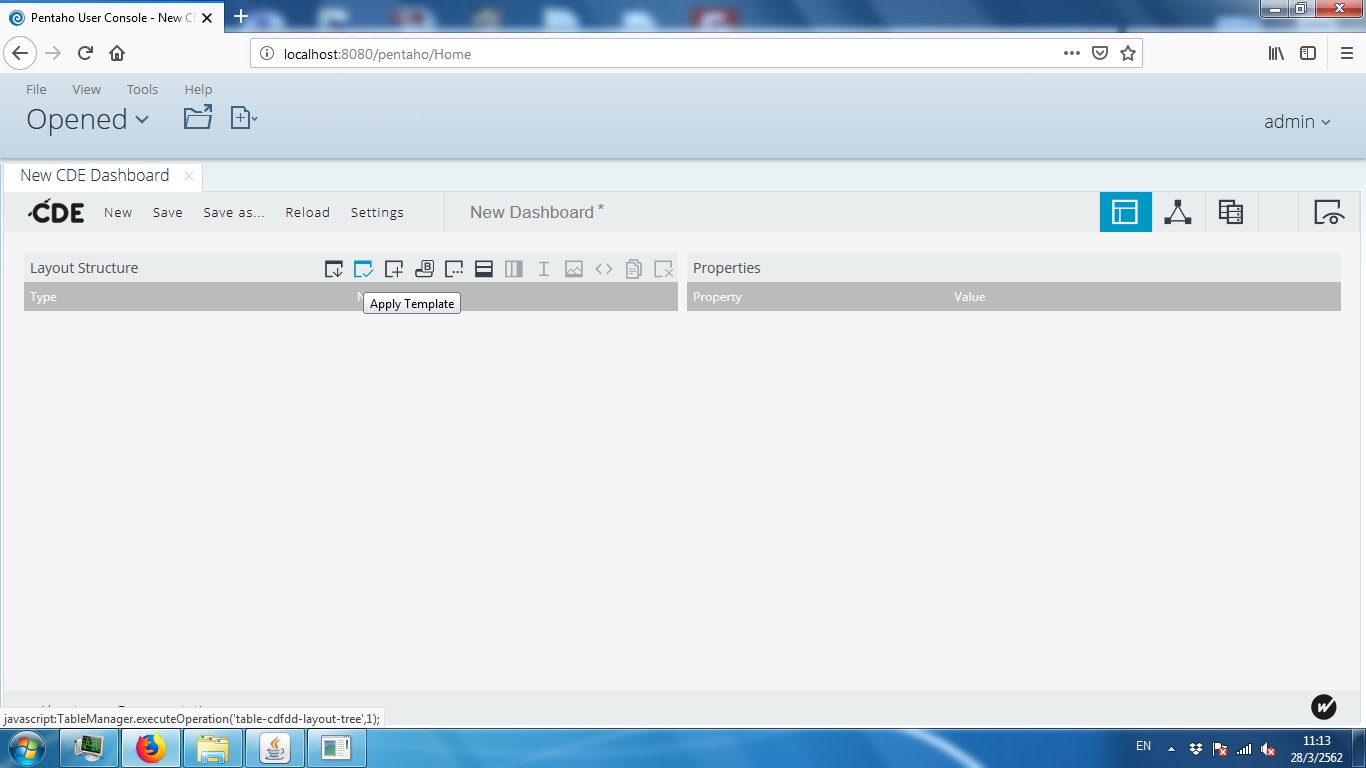 Pentaho User Console - New C
localhost:8080/pentaho/Home
File View Tools Help
Opened
admin
New CDE Dashboard
CDE New Save Save as... Reload Settings New Dashboard *
Layout Structure
Properties
Type
Property Value
Apply Template
javascript:TableManager.executeOperation('table-cdfdd-layout-tree',1);
EN
11:13
28/3/2562